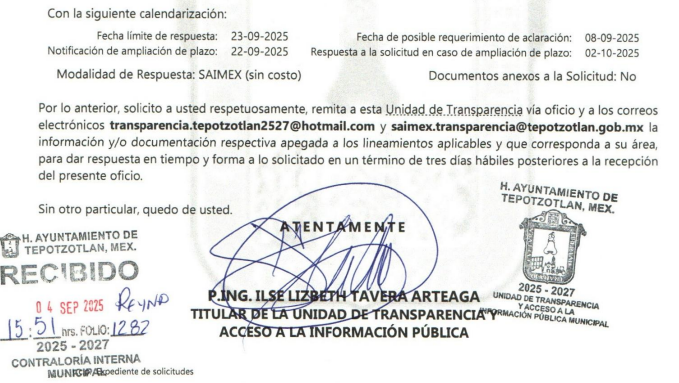 Con la siguiente calendarización:
Fecha límite de respuesta: 23-09-2025 Fecha de posible requerimiento de aclaración: 08-09-2025
Notificación de ampliación de plazo: 22-09-2025 Respuesta a la solicitud en caso de ampliación de plazo: 02-10-2025
Modalidad de Respuesta: SAIMEX (sin costo) Documentos anexos a la Solicitud: No
Por lo anterior, solicito a usted respetuosamente, remita a esta Unidad de Transparencia vía oficio y a los correos
electrónicos transparencia.tepotzotlan2527@hotmail.com y saimex.transparencia@tepotzotlan.gob.mx la
información y/o documentación respectiva apegada a los lineamientos aplicables y que corresponda a su área,
para dar respuesta en tiempo y forma a lo solicitado en un término de tres días hábiles posteriores a la recepción
del presente oficio.
Sin otro particular, quedo de usted.
ATENTAMENTE
P.ING. ILSE LIZBETH TAVERA ARTEAGA
TITULAR DE LA UNIDAD DE TRANSPARENCIA Y
ACCESO A LA INFORMACIÓN PÚBLICA
H. AYUNTAMIENTO DE
TEPOTZOTLAN, MEX.
RECIBIDO
04 SEP 2025 Reyna
15:51 hrs. FOLIO: 1282
2025 - 2027
CONTRALORÍA INTERNA
MUNICIPAL
Expediente de solicitudes
H. AYUNTAMIENTO DE
TEPOTZOTLAN, MEX.
2025 - 2027
UNIDAD DE TRANSPARENCIA
Y ACCESO A LA
INFORMACIÓN PÚBLICA MUNICIPAL